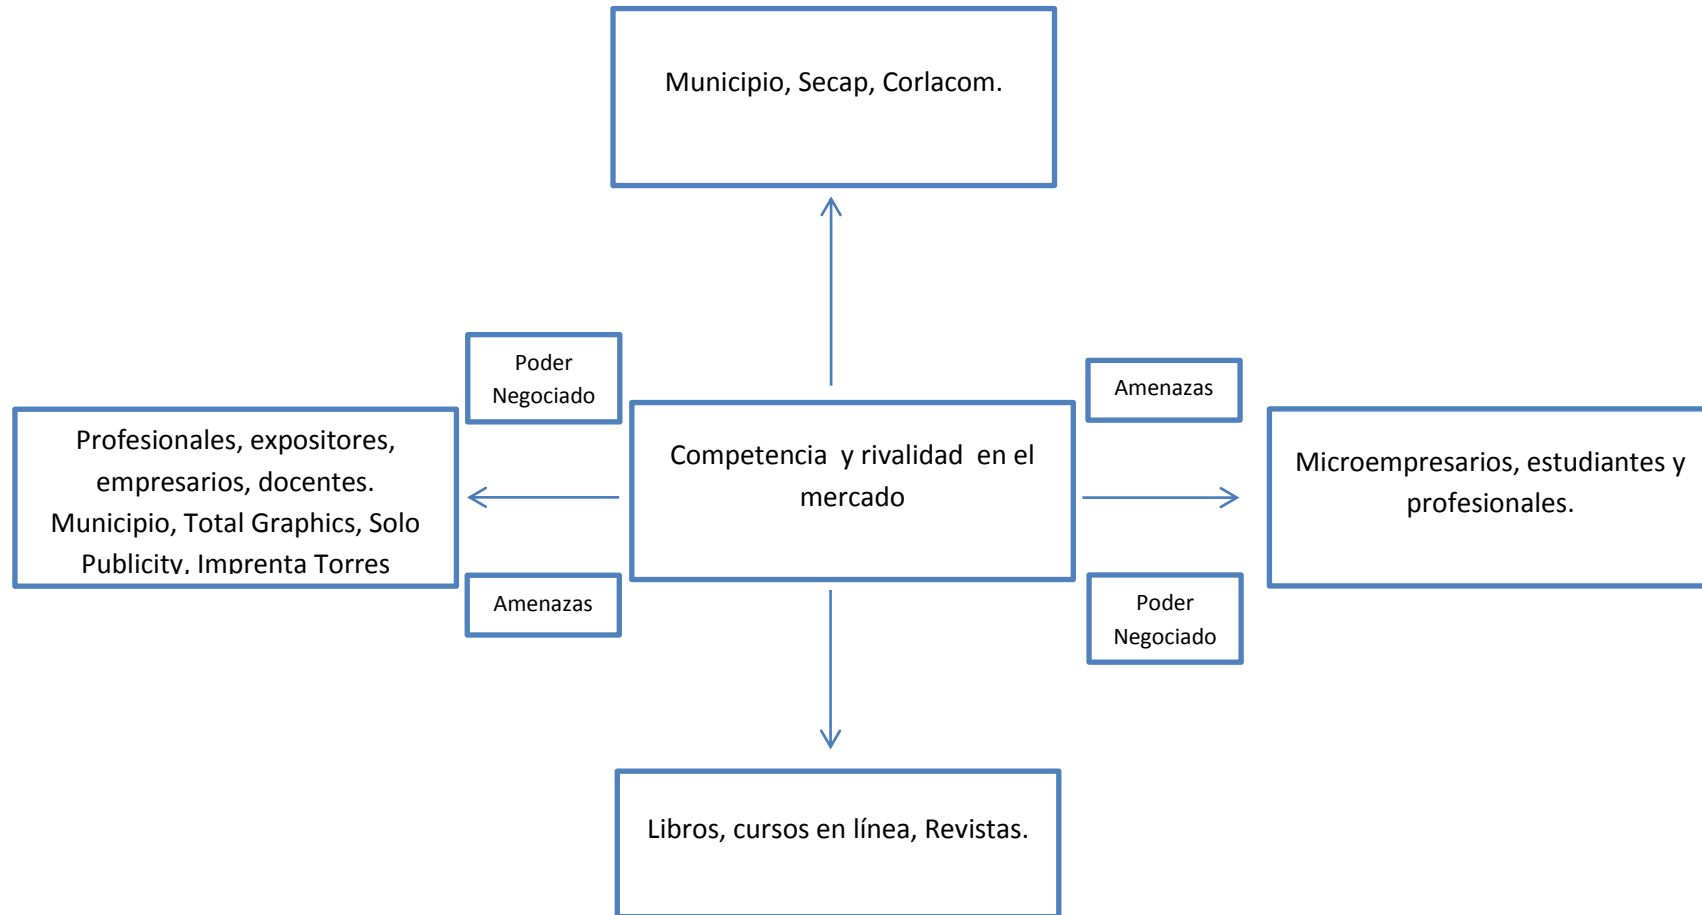 Municipio, Secap, Corlacom.
Poder
Negociado
Amenazas
Profesionales, expositores,
empresarios, docentes.
Municipio, Total Graphics, Solo
Publicity, Imprenta Torres
Competencia y rivalidad en el
mercado
Microempresarios, estudiantes y
profesionales.
Amenazas
Poder
Negociado
Libros, cursos en línea, Revistas.